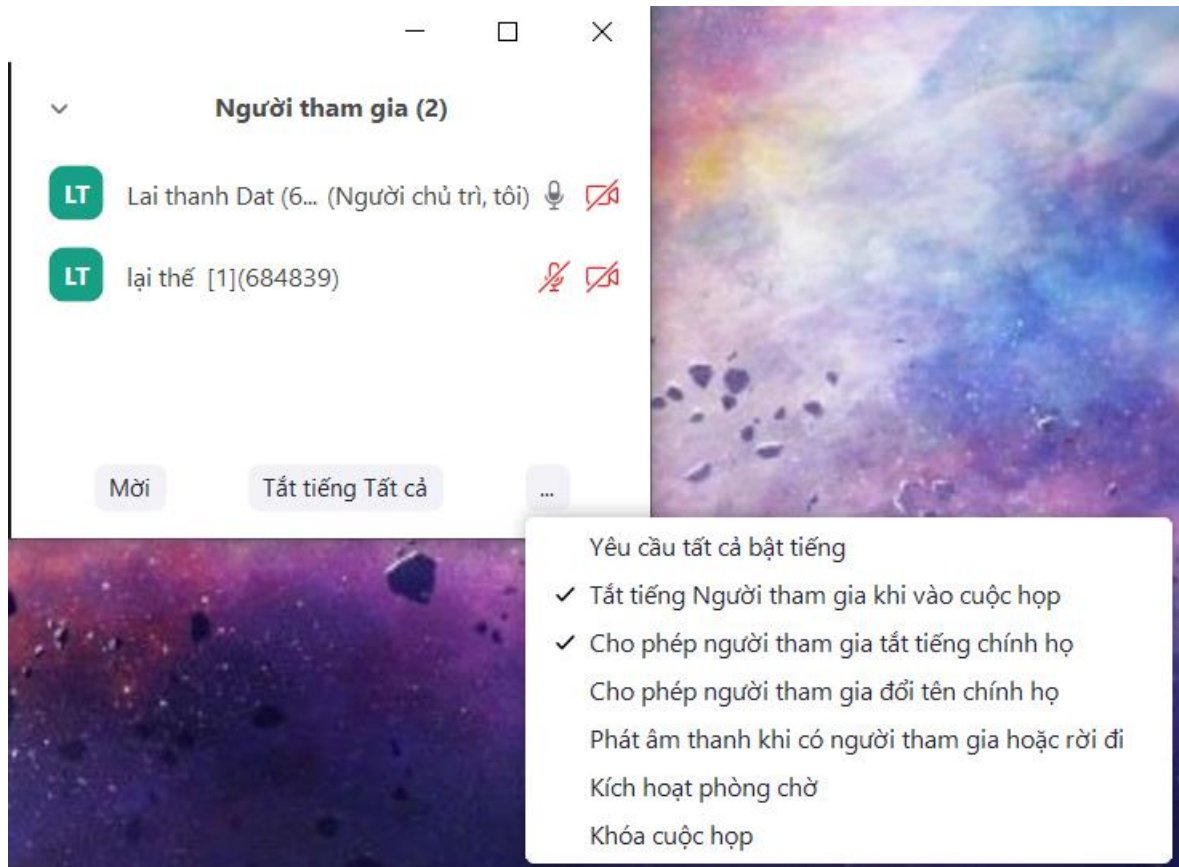 Người tham gia (2)
LT Lai thanh Dat (6... (Người chủ trì, tôi)
LT lại thế [1](684839)
Mời Tắt tiếng Tất cả ...
Yêu cầu tất cả bật tiếng
✓ Tắt tiếng Người tham gia khi vào cuộc họp
✓ Cho phép người tham gia tắt tiếng chính họ
Cho phép người tham gia đổi tên chính họ
Phát âm thanh khi có người tham gia hoặc rời đi
Kích hoạt phòng chờ
Khóa cuộc họp